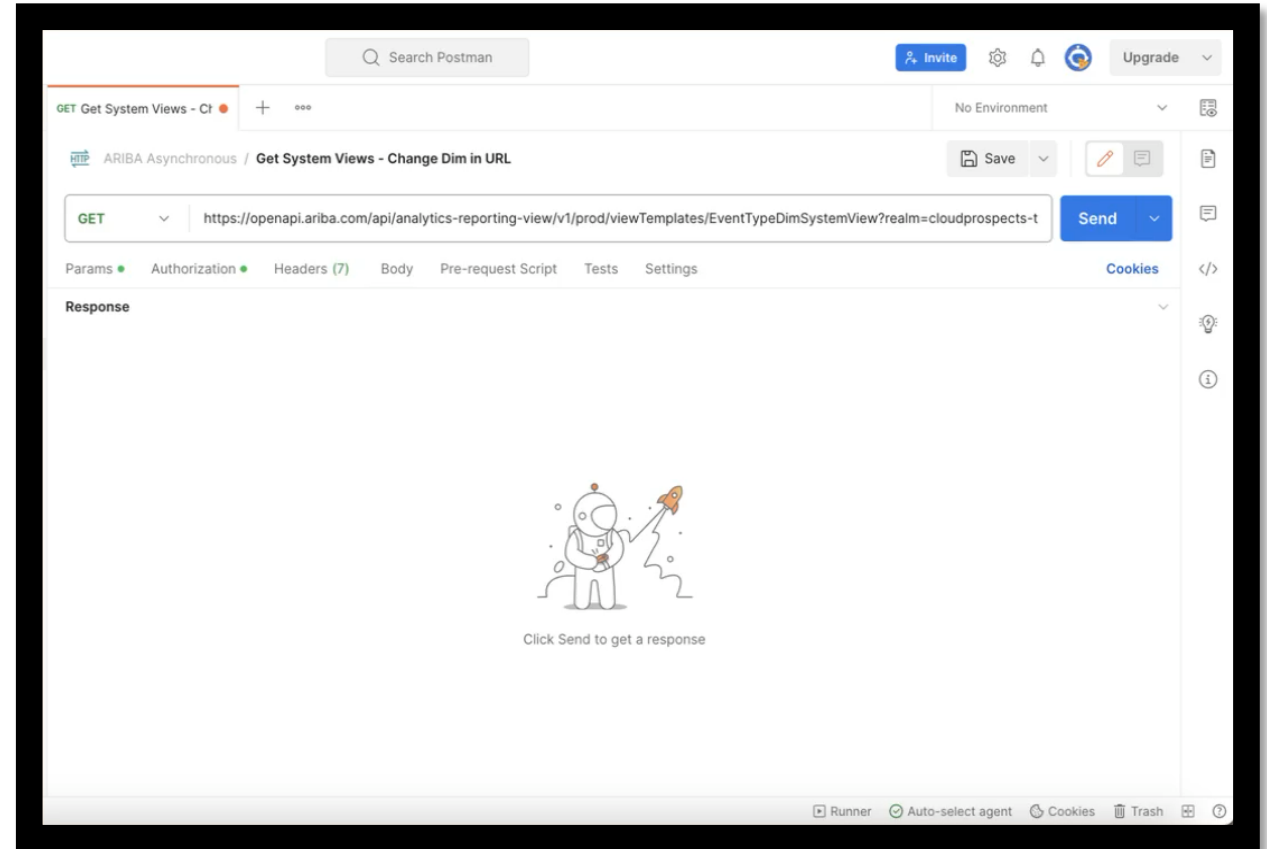 Search Postman
Invite
Upgrade
GET Get System Views - Ch
No Environment
HTTP ARIBA Asynchronous / Get System Views - Change Dim in URL
Save
GET https://openapi.ariba.com/api/analytics-reporting-view/v1/prod/viewTemplates/EventTypeDimSystemView?realm=cloudprospects-t Send
Params Authorization Headers (7) Body Pre-request Script Tests Settings Cookies
Response
Click Send to get a response
Runner Auto-select agent Cookies Trash